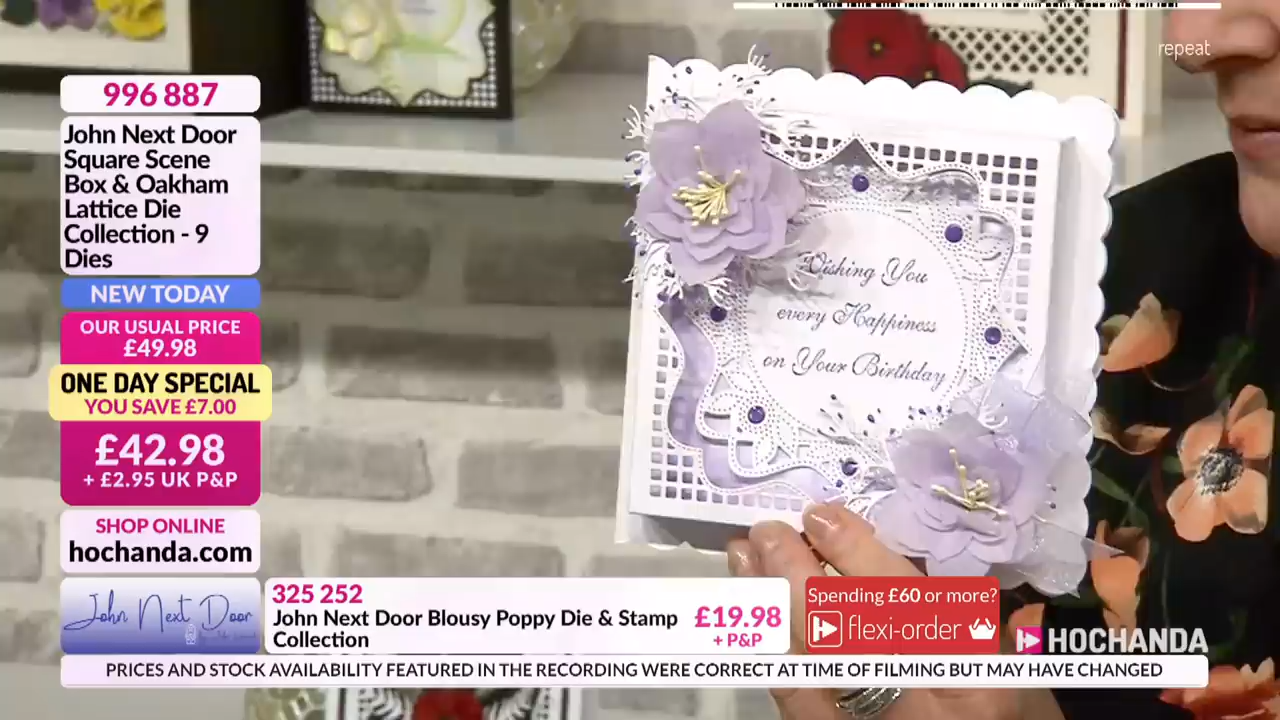 repeat
996 887
John Next Door
Square Scene
Box & Oakham
Lattice Die
Collection - 9
Dies
NEW TODAY
OUR USUAL PRICE
£49.98
ONE DAY SPECIAL
YOU SAVE £7.00
£42.98
+ £2.95 UK P&P
SHOP ONLINE
hochanda.com
Wishing You
every Happiness
on Your Birthday
John Next Door
325 252
John Next Door Blousy Poppy Die & Stamp
Collection
£19.98
+ P&P
Spending £60 or more?
flexi-order
HOCHANDA
PRICES AND STOCK AVAILABILITY FEATURED IN THE RECORDING WERE CORRECT AT TIME OF FILMING BUT MAY HAVE CHANGED